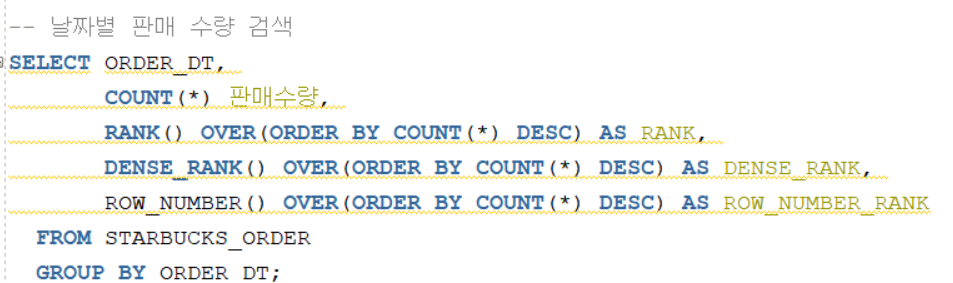 -- 날짜별 판매 수량 검색
SELECT ORDER_DT,
COUNT(*) 판매수량,
RANK() OVER(ORDER BY COUNT(*) DESC) AS RANK,
DENSE_RANK() OVER(ORDER BY COUNT(*) DESC) AS DENSE_RANK,
ROW_NUMBER() OVER(ORDER BY COUNT(*) DESC) AS ROW_NUMBER_RANK
FROM STARBUCKS_ORDER
GROUP BY ORDER_DT;